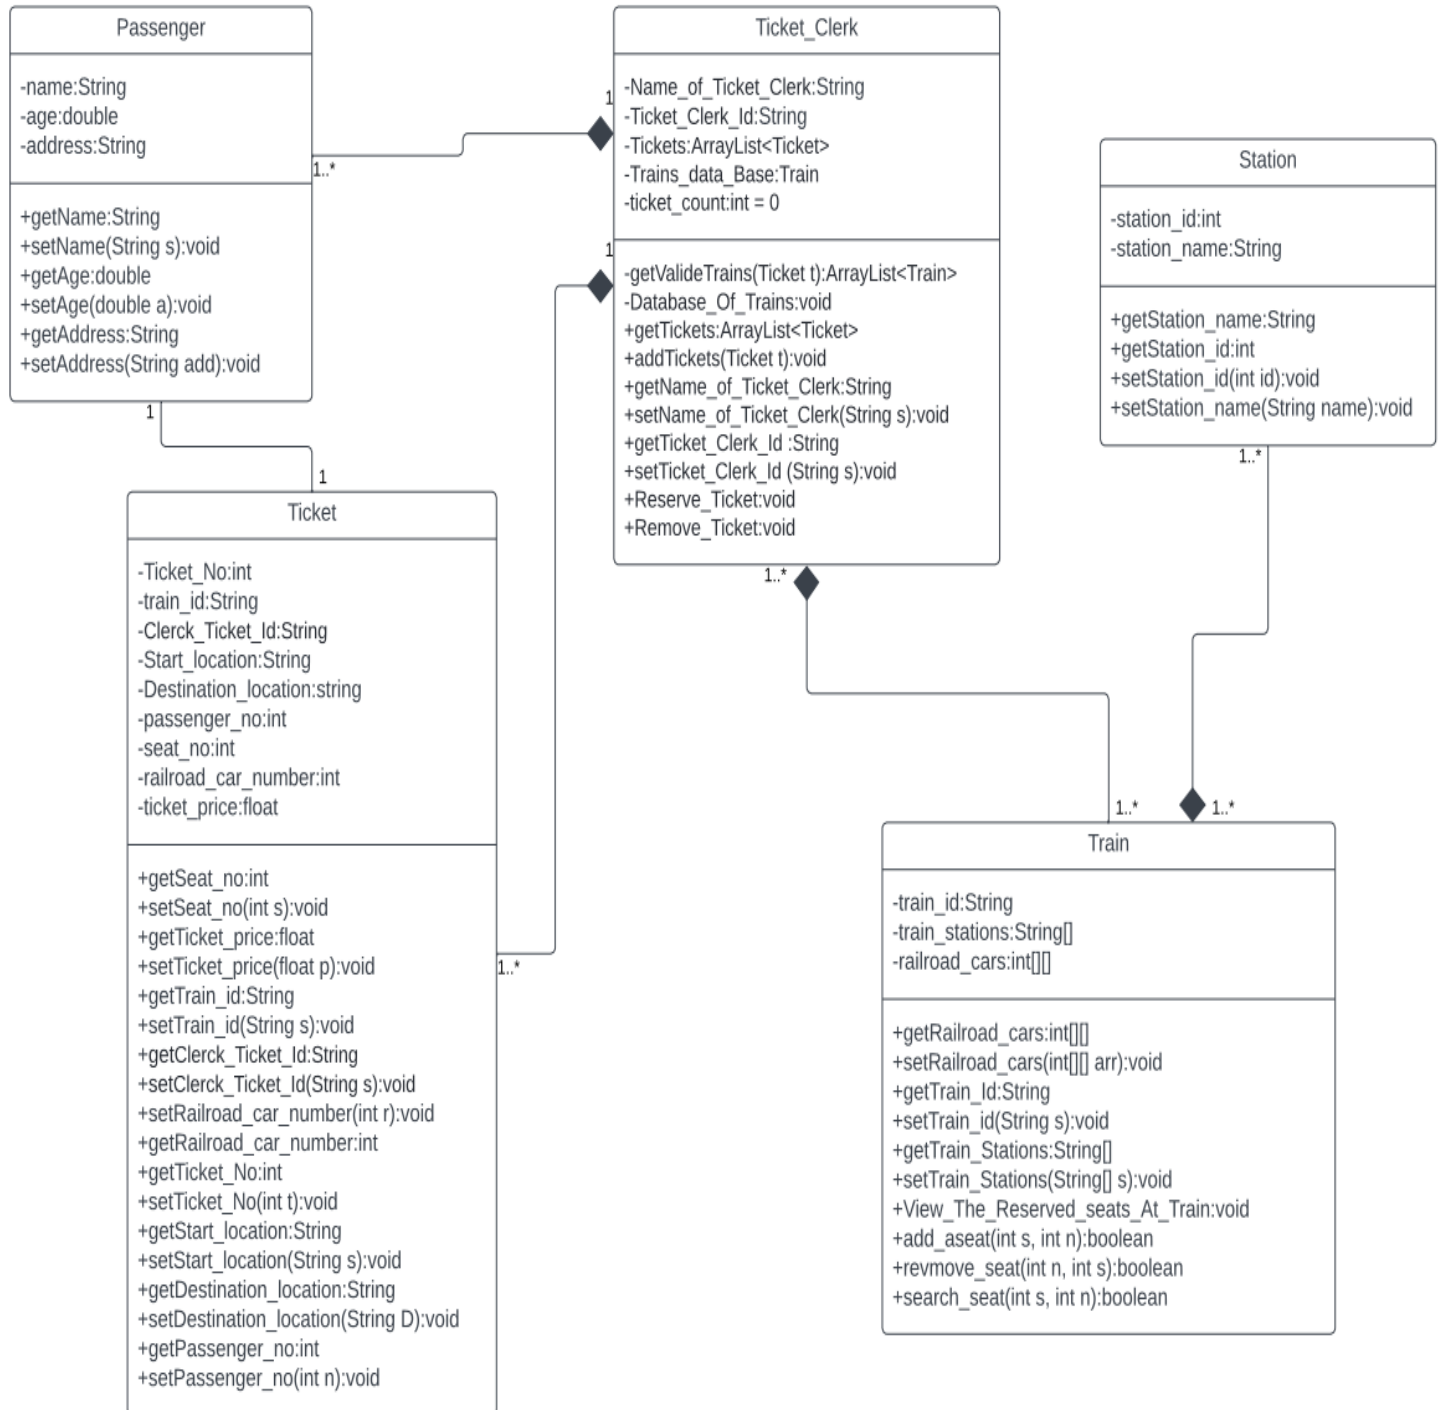 Passenger
-name:String
-age:double
-address:String
+getName:String
+setName(String s):void
+getAge:double
+setAge(double a):void
+getAddress:String
+setAddress(String add):void
1..*
1
1
1
1
Ticket_Clerk
-Name_of_Ticket_Clerk:String
-Ticket_Clerk_Id:String
-Tickets:ArrayList<Ticket>
-Trains_data_Base:Train
-ticket_count:int = 0
-getValideTrains(Ticket t):ArrayList<Train>
-Database_Of_Trains:void
+getTickets:ArrayList<Ticket>
+addTickets(Ticket t):void
+getName_of_Ticket_Clerk:String
+setName_of_Ticket_Clerk(String s):void
+getTicket_Clerk_Id :String
+setTicket_Clerk_Id (String s):void
+Reserve_Ticket:void
+Remove_Ticket:void
1..*
Station
-station_id:int
-station_name:String
+getStation_name:String
+getStation_id:int
+setStation_id(int id):void
+setStation_name(String name):void
1..*
Ticket
-Ticket_No:int
-train_id:String
-Clerck_Ticket_Id:String
-Start_location:String
-Destination_location:string
-passenger_no:int
-seat_no:int
-railroad_car_number:int
-ticket_price:float
+getSeat_no:int
+setSeat_no(int s):void
+getTicket_price:float
+setTicket_price(float p):void
+getTrain_id:String
+setTrain_id(String s):void
+getClerck_Ticket_Id:String
+setClerck_Ticket_Id(String s):void
+setRailroad_car_number(int r):void
+getRailroad_car_number:int
+getTicket_No:int
+setTicket_No(int t):void
+getStart_location:String
+setStart_location(String s):void
+getDestination_location:String
+setDestination_location(String D):void
+getPassenger_no:int
+setPassenger_no(int n):void
1..*
1..*
1..*
Train
-train_id:String
-train_stations:String[]
-railroad_cars:int[][]
+getRailroad_cars:int[][]
+setRailroad_cars(int[][] arr):void
+getTrain_Id:String
+setTrain_id(String s):void
+getTrain_Stations:String[]
+setTrain_Stations(String[] s):void
+View_The_Reserved_seats_At_Train:void
+add_aseat(int s, int n):boolean
+revmove_seat(int n, int s):boolean
+search_seat(int s, int n):boolean